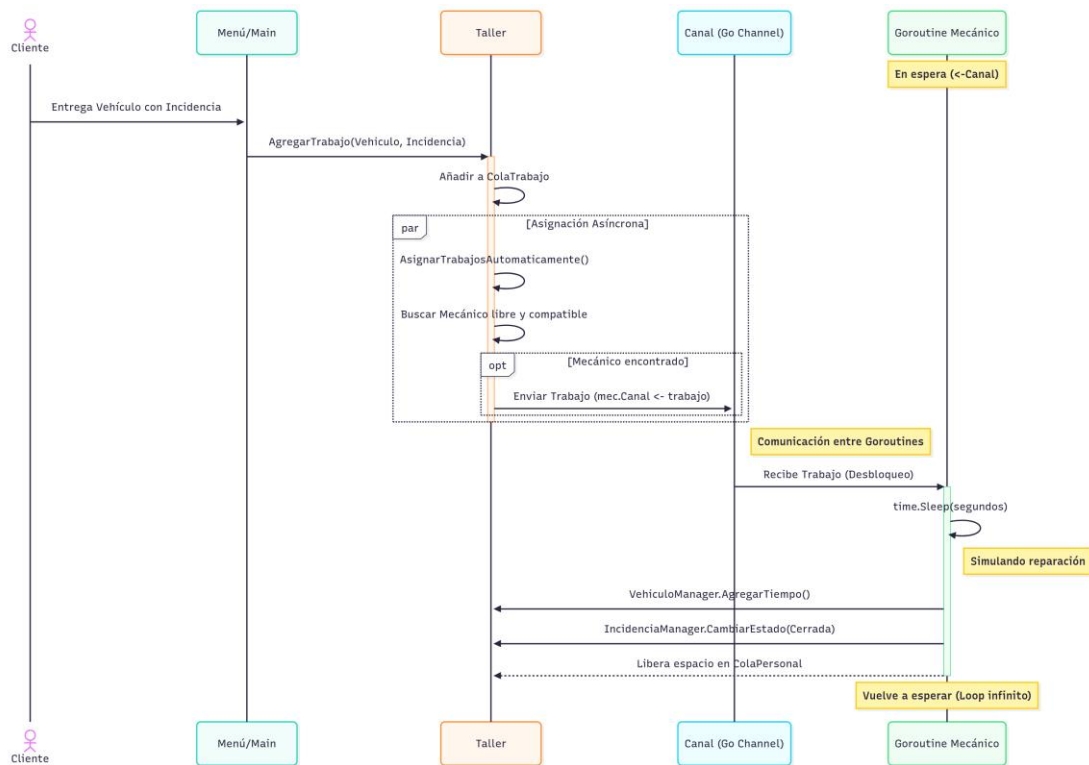 Cliente
Menú/Main
Taller
Canal (Go Channel)
Goroutine Mecánico
En espera (<-Canal)
Entrega Vehículo con Incidencia
AgregarTrabajo(Vehiculo, Incidencia)
Añadir a ColaTrabajo
par
[Asignación Asíncrona]
AsignarTrabajosAutomaticamente()
Buscar Mecánico libre y compatible
opt
[Mecánico encontrado]
Enviar Trabajo (mec.Canal <- trabajo)
Comunicación entre Goroutines
Recibe Trabajo (Desbloqueo)
time.Sleep(segundos)
Simulando reparación
VehiculoManager.AgregarTiempo()
IncidenciaManager.CambiarEstado(Cerrada)
Libera espacio en ColaPersonal
Vuelve a esperar (Loop infinito)
Cliente
Menú/Main
Taller
Canal (Go Channel)
Goroutine Mecánico